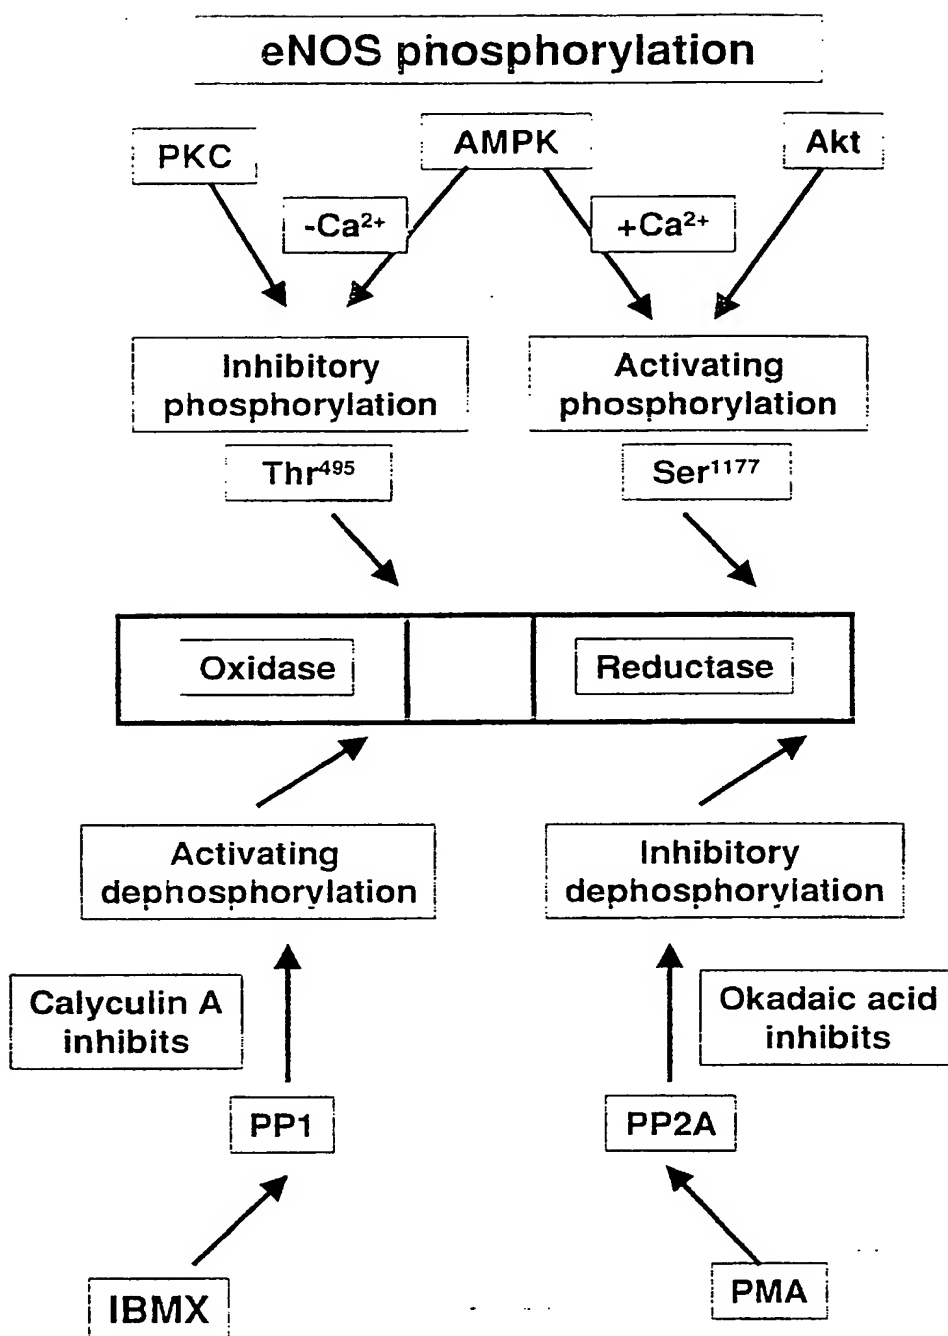 eNOS phosphorylation
PKC
AMPK
Akt
-Ca²⁺
+Ca²⁺
Inhibitory
phosphorylation
Activating
phosphorylation
Thr⁴⁹⁵
Ser¹¹⁷⁷
Oxidase
Reductase
Activating
dephosphorylation
Inhibitory
dephosphorylation
Calyculin A
inhibits
Okadaic acid
inhibits
PP1
PP2A
IBMX
PMA